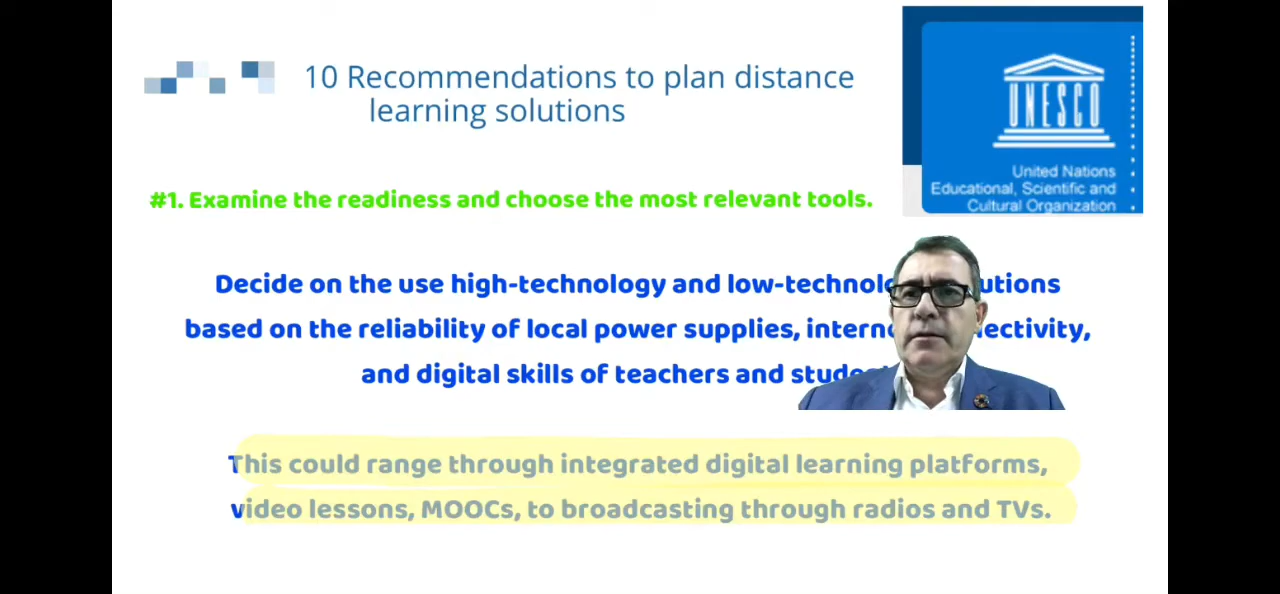 10 Recommendations to plan distance
learning solutions
UNESCO
United Nations
Educational, Scientific and
Cultural Organization
#1. Examine the readiness and choose the most relevant tools.
Decide on the use high-technology and low-technolo utions
based on the reliability of local power supplies, intern ectivity,
and digital skills of teachers and stude
This could range through integrated digital learning platforms,
video lessons, MOOCs, to broadcasting through radios and TVs.